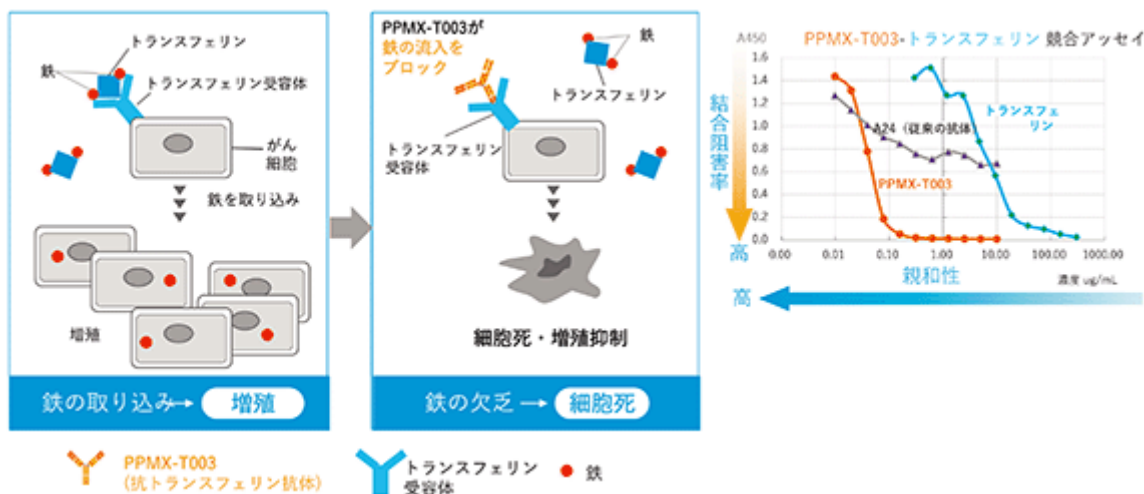 トランスフェリン
鉄
トランスフェリン受容体
がん
細胞
鉄を取り込み
増殖
鉄の取り込み→ 増殖
PPMX-T003が
鉄の流入を
ブロック
鉄
トランスフェリン
トランスフェリン
受容体
細胞死・増殖抑制
鉄の欠乏 → 細胞死
A450
PPMX-T003-トランスフェリン 競合アッセイ
結合阻害率
高
1.6
1.4
1.2
1.0
0.8
0.6
0.4
0.2
0.0
トランスフェ
リン
A24（従来の抗体）
PPMX-T003
0.00
0.01
0.10
1.00
10.00
100.00
1000.00
親和性
濃度 ug/mL
高
PPMX-T003
(抗トランスフェリン抗体)
トランスフェリン
受容体
鉄